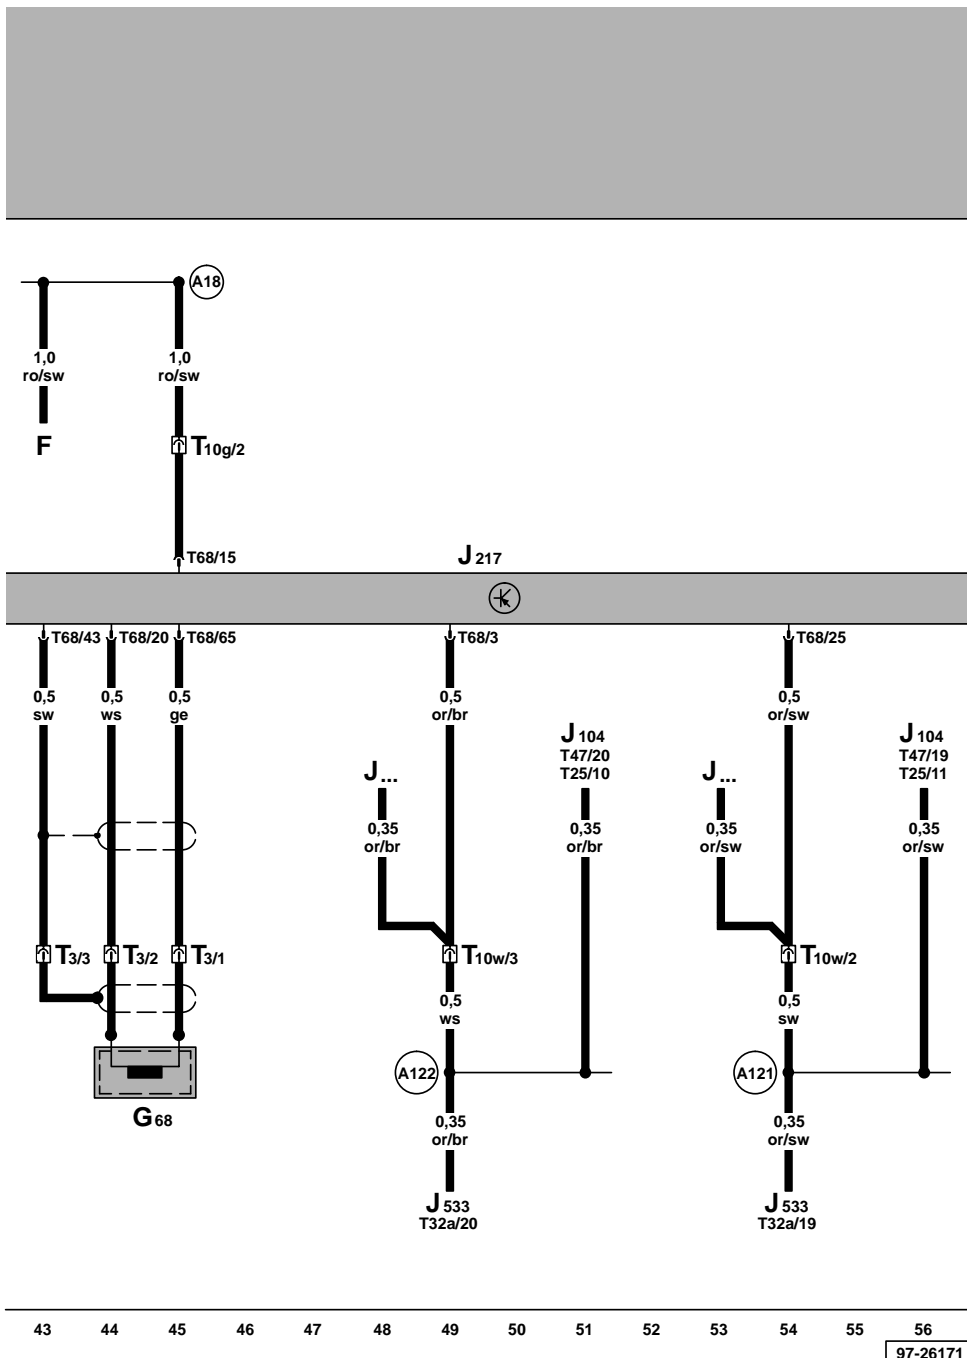 A18
1,0 1,0
ro/sw ro/sw
F T10g/2
T68/15 J217
T68/43 T68/20 T68/65 T68/3 T68/25
0,5 0,5 0,5 0,5 0,5
sw ws ge or/br or/sw
J104 J104
T47/20 T47/19
J... T25/10 J... T25/11
0,35 0,35 0,35 0,35
or/br or/br or/sw or/sw
T3/3 T3/2 T3/1 T10w/3 T10w/2
0,5 0,5
ws sw
A122 A121
G68
0,35 0,35
or/br or/sw
J533 J533
T32a/20 T32a/19
43 44 45 46 47 48 49 50 51 52 53 54 55 56
97-26171